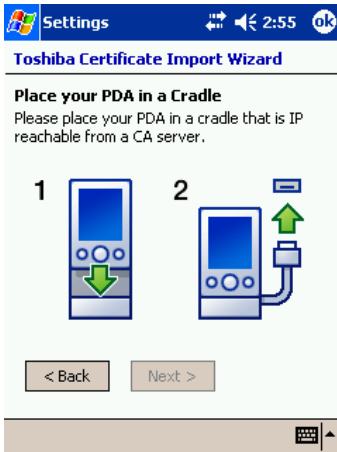 Settings 2:55 ok
Toshiba Certificate Import Wizard
Place your PDA in a Cradle
Please place your PDA in a cradle that is IP
reachable from a CA server.
1 2
< Back Next >